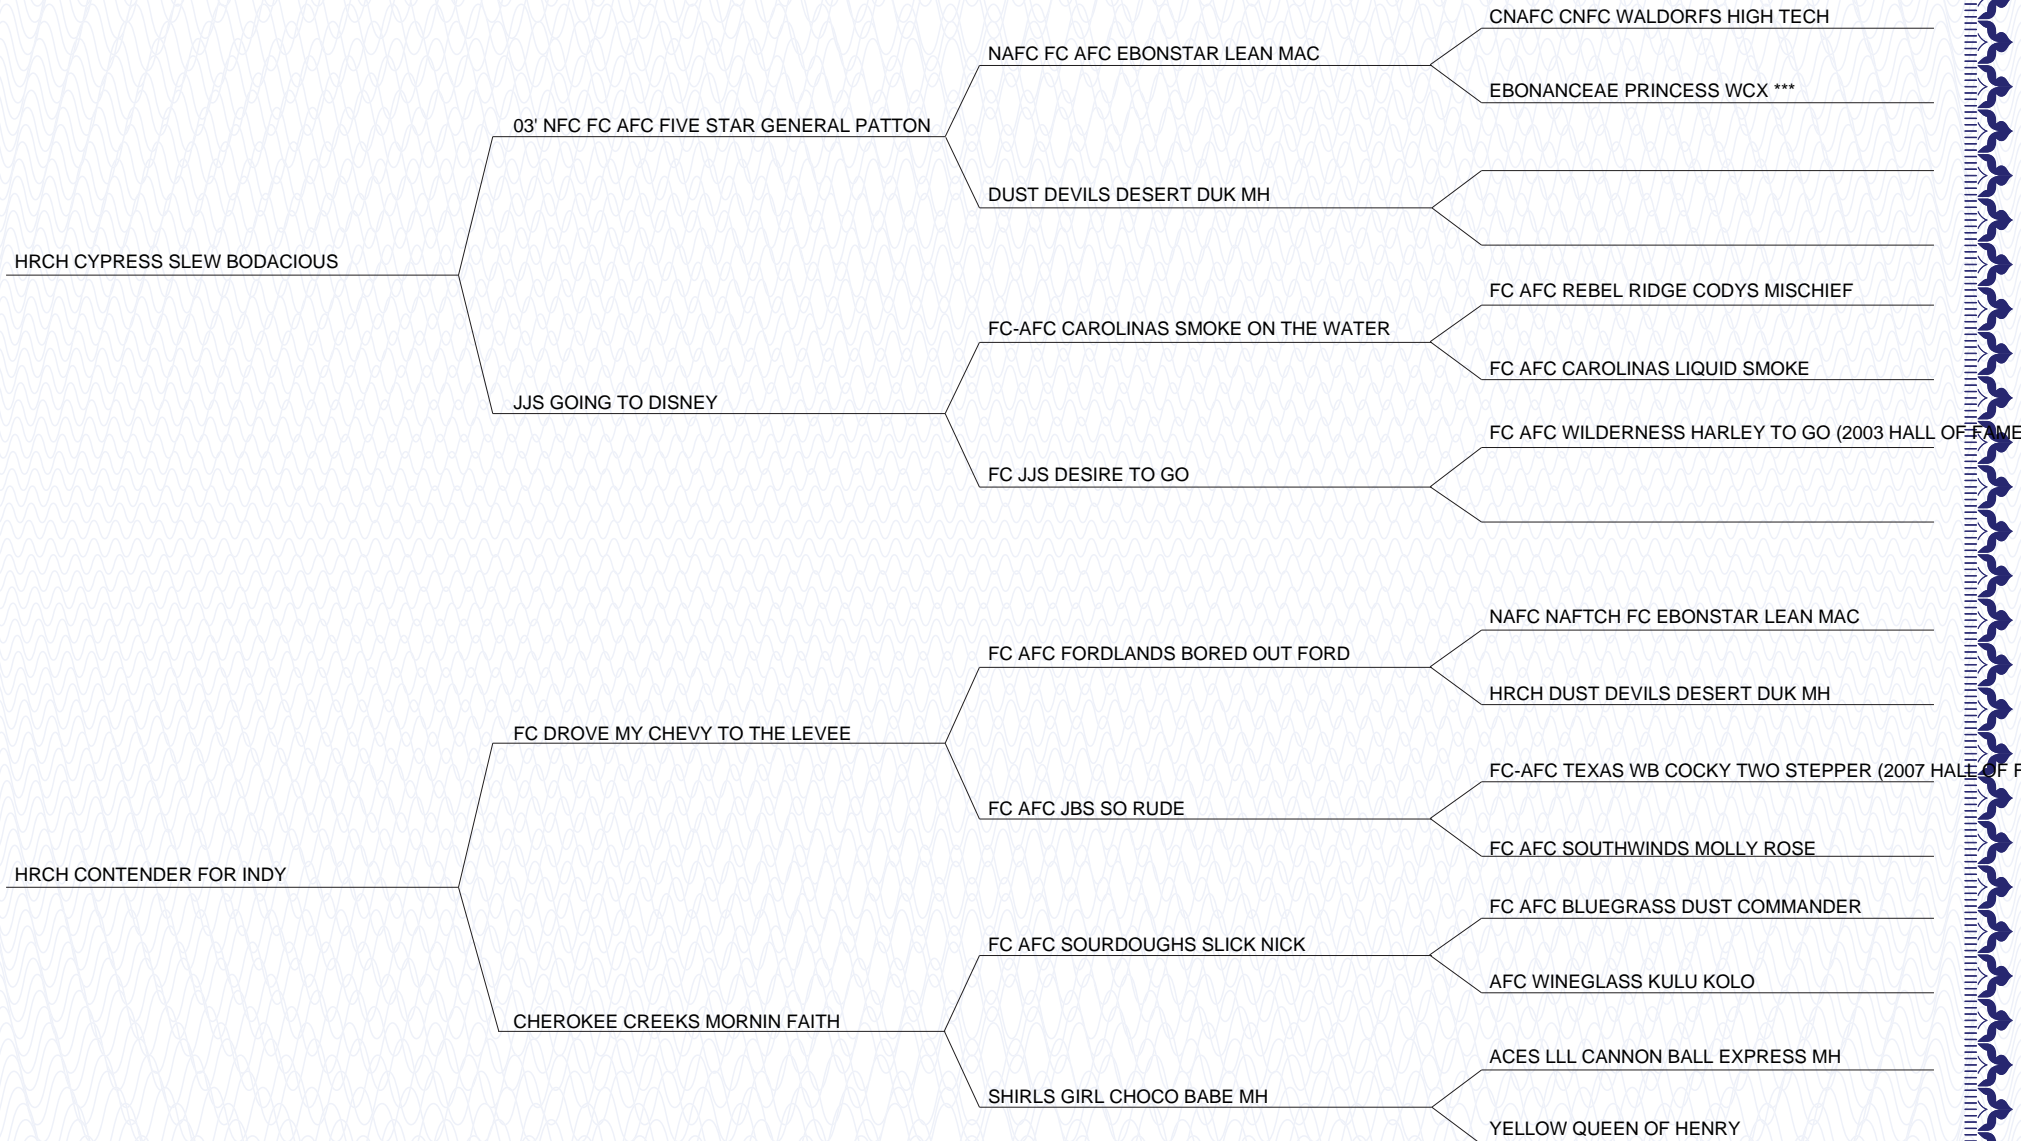 CNAFC CNFC WALDORFS HIGH TECH
NAFC FC AFC EBONSTAR LEAN MAC
EBONANCEAE PRINCESS WCX ***
03' NFC FC AFC FIVE STAR GENERAL PATTON
DUST DEVILS DESERT DUK MH
HRCH CYPRESS SLEW BODACIOUS
FC AFC REBEL RIDGE CODYS MISCHIEF
FC-AFC CAROLINAS SMOKE ON THE WATER
FC AFC CAROLINAS LIQUID SMOKE
JJS GOING TO DISNEY
FC AFC WILDERNESS HARLEY TO GO (2003 HALL OF FAME
FC JJS DESIRE TO GO
NAFC NAFTCH FC EBONSTAR LEAN MAC
FC AFC FORDLANDS BORED OUT FORD
HRCH DUST DEVILS DESERT DUK MH
FC DROVE MY CHEVY TO THE LEVEE
FC-AFC TEXAS WB COCKY TWO STEPPER (2007 HALL OF F
FC AFC JBS SO RUDE
FC AFC SOUTHWINDS MOLLY ROSE
HRCH CONTENDER FOR INDY
FC AFC BLUEGRASS DUST COMMANDER
FC AFC SOURDOUGHS SLICK NICK
AFC WINEGLASS KULU KOLO
CHEROKEE CREEKS MORNIN FAITH
ACES LLL CANNON BALL EXPRESS MH
SHIRLS GIRL CHOCO BABE MH
YELLOW QUEEN OF HENRY